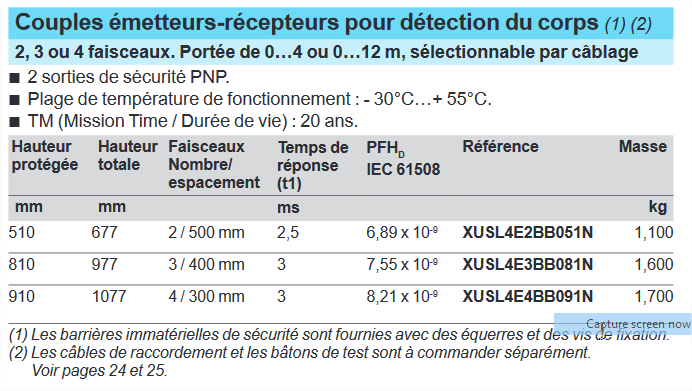 Couples émetteurs-récepteurs pour détection du corps (1) (2)
2, 3 ou 4 faisceaux. Portée de 0…4 ou 0…12 m, sélectionnable par câblage
■ 2 sorties de sécurité PNP.
■ Plage de température de fonctionnement : - 30°C…+ 55°C.
■ TM (Mission Time / Durée de vie) : 20 ans.
Hauteur protégée Hauteur totale Faisceaux Nombre/ espacement Temps de réponse (t1) PFHD IEC 61508 Référence Masse
mm mm ms kg
510 677 2 / 500 mm 2,5 6,89 x 10-9 XUSL4E2BB051N 1,100
810 977 3 / 400 mm 3 7,55 x 10-9 XUSL4E3BB081N 1,600
910 1077 4 / 300 mm 3 8,21 x 10-9 XUSL4E4BB091N 1,700
Capture screen now
(1) Les barrières immatérielles de sécurité sont fournies avec des équerres et des vis de fixation.
(2) Les câbles de raccordement et les bâtons de test sont à commander séparément.
Voir pages 24 et 25.